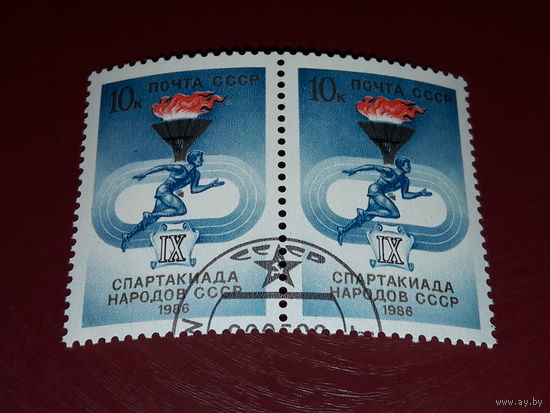 10к ПОЧТА СССР
IX
СПАРТАКИАДА
НАРОДОВ СССР
1986
10к ПОЧТА СССР
IX
СПАРТАКИАДА
НАРОДОВ СССР
1986
СССР
www.ay.by